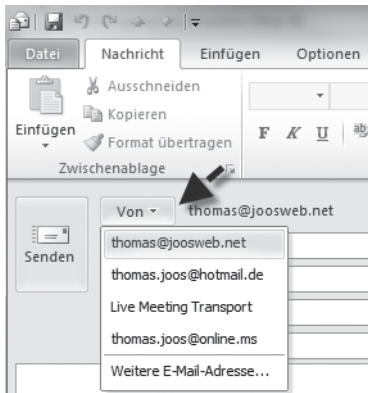 Datei Nachricht Einfügen Optionen
Ausschneiden
Kopieren
Einfügen
Format übertragen
F K U ab
Zwischenablage
Von thomas@joosweb.net
Senden
thomas@joosweb.net
thomas.joos@hotmail.de
Live Meeting Transport
thomas.joos@online.ms
Weitere E-Mail-Adresse...